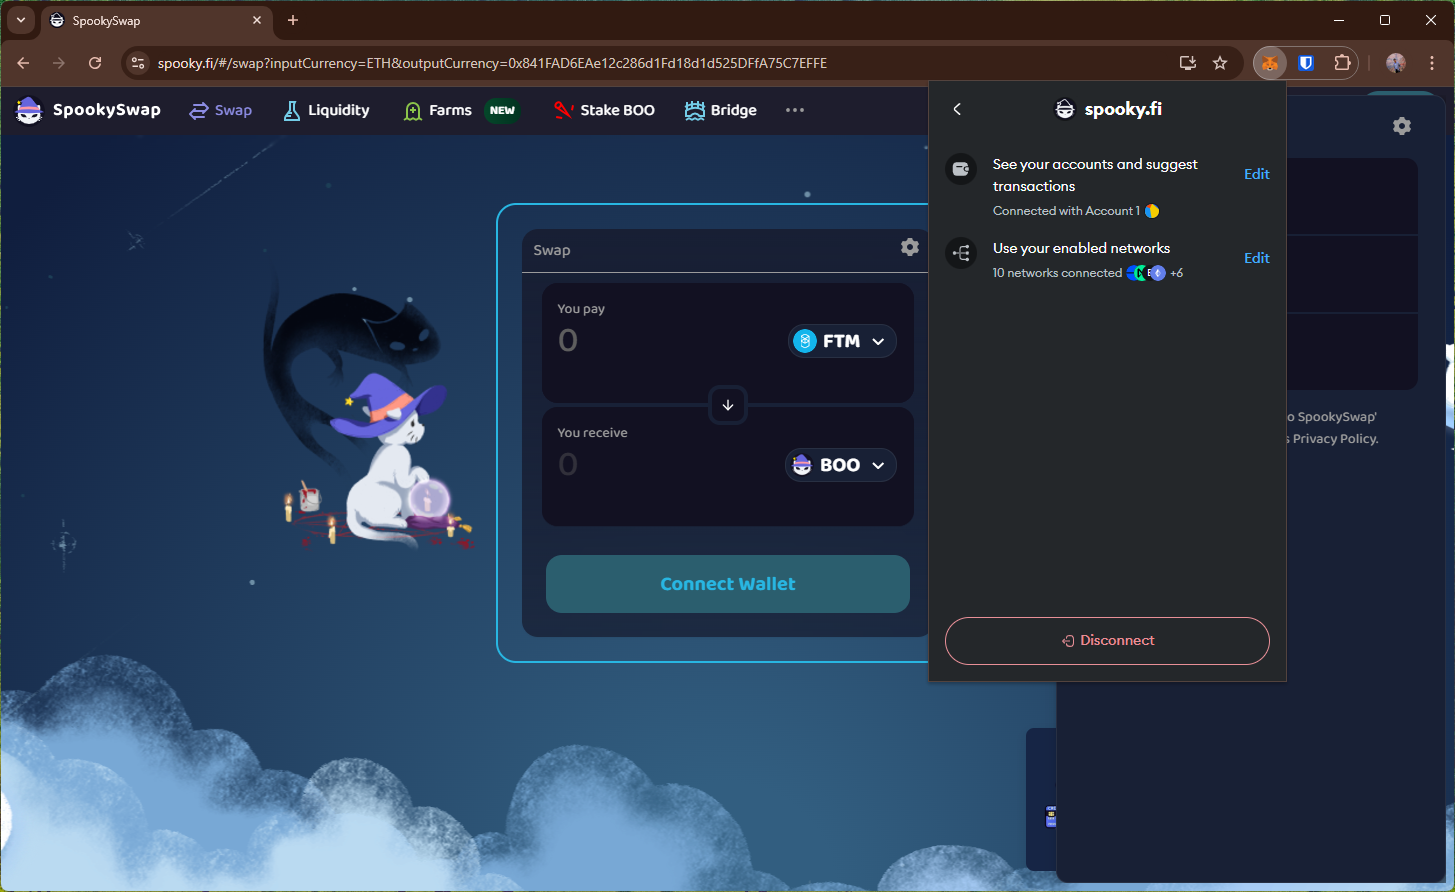 SpookySwap
spooky.fi/#/swap?inputCurrency=ETH&outputCurrency=0x841FAD6EAe12c286d1Fd18d1d525DFfA75C7EFFE
SpookySwap
Swap
Liquidity
Farms
NEW
Stake BOO
Bridge
spooky.fi
See your accounts and suggest
transactions
Edit
Connected with Account 1
Use your enabled networks
Edit
10 networks connected
+6
Disconnect
Swap
You pay
0
FTM
You receive
0
BOO
Connect Wallet
o SpookySwap'
s Privacy Policy.